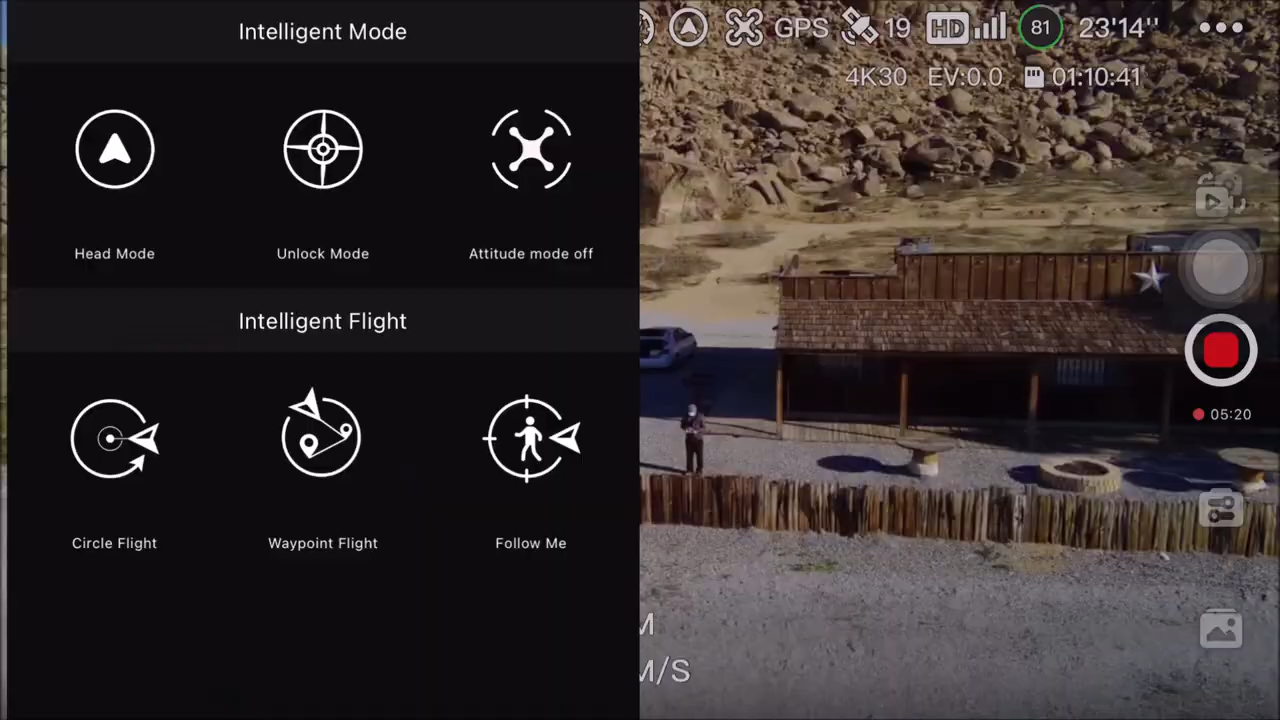 Intelligent Mode
GPS 19 HD 81 23'14''
4K30 EV:0.0 01:10:41
Head Mode
Unlock Mode
Attitude mode off
Intelligent Flight
05:20
Circle Flight
Waypoint Flight
Follow Me
M
M/S